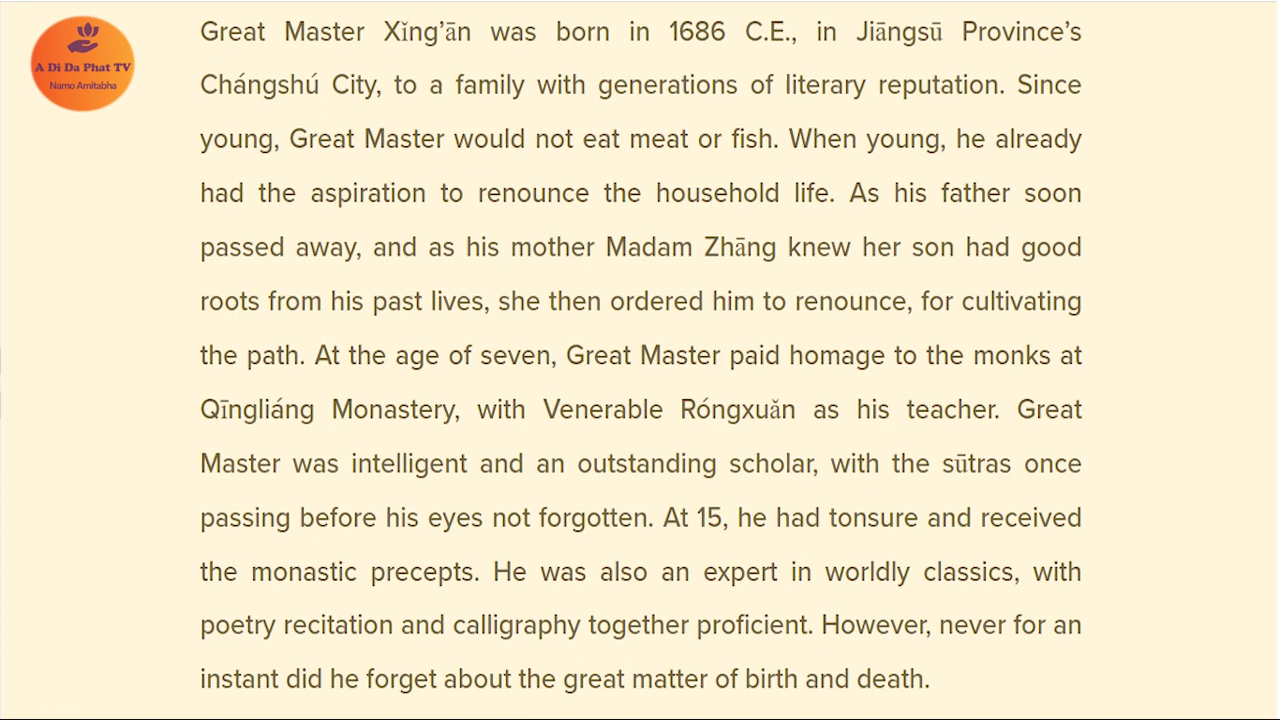 A Di Da Phat TV
Namo Amitabha
Great Master Xǐng’ān was born in 1686 C.E., in Jiāngsū Province’s
Chángshú City, to a family with generations of literary reputation. Since
young, Great Master would not eat meat or fish. When young, he already
had the aspiration to renounce the household life. As his father soon
passed away, and as his mother Madam Zhāng knew her son had good
roots from his past lives, she then ordered him to renounce, for cultivating
the path. At the age of seven, Great Master paid homage to the monks at
Qīngliáng Monastery, with Venerable Róngxuǎn as his teacher. Great
Master was intelligent and an outstanding scholar, with the sūtras once
passing before his eyes not forgotten. At 15, he had tonsure and received
the monastic precepts. He was also an expert in worldly classics, with
poetry recitation and calligraphy together proficient. However, never for an
instant did he forget about the great matter of birth and death.